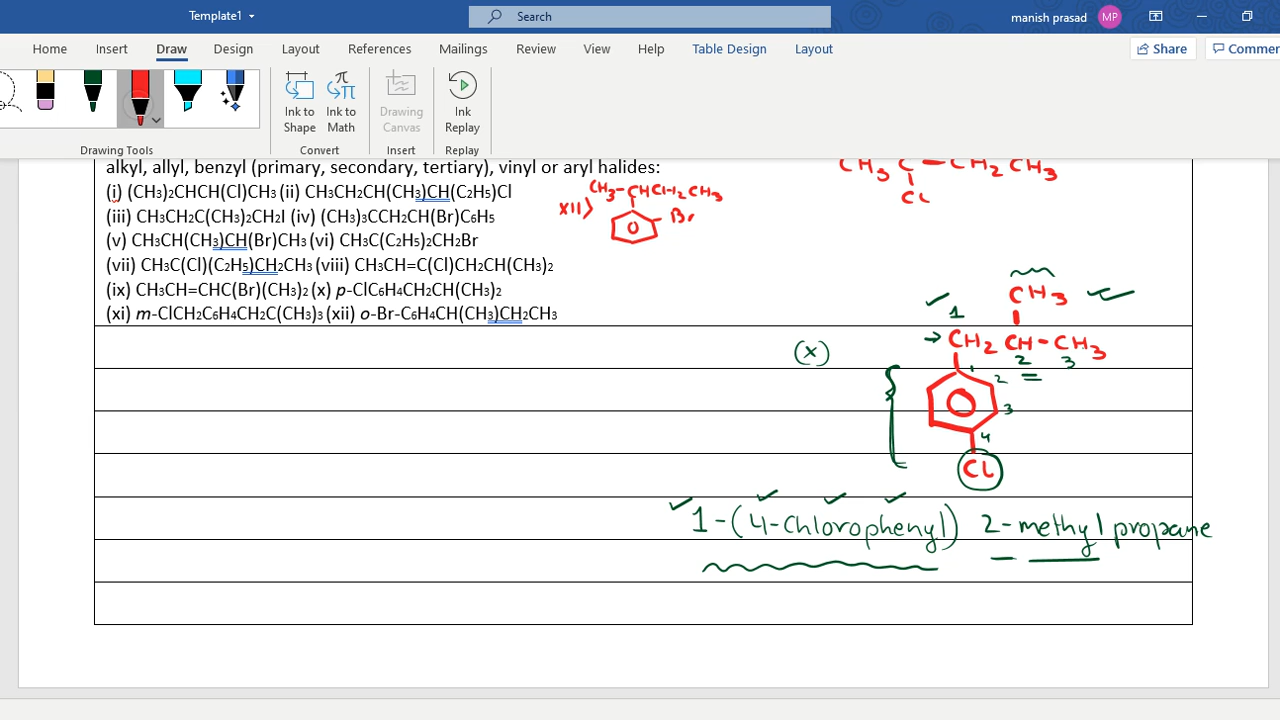 Template1
Search
manish prasad MP
Home Insert Draw Design Layout References Mailings Review View Help Table Design Layout Share
Ink to Shape Ink to Math Drawing Canvas Ink Replay
Drawing Tools Convert Insert Replay
alkyl, allyl, benzyl (primary, secondary, tertiary), vinyl or aryl halides:
(i) (CH3)2CHCH(Cl)CH3 (ii) CH3CH2CH(CH3)CH(C2H5)Cl
(iii) CH3CH2C(CH3)2CH2I (iv) (CH3)3CCH2CH(Br)C6H5
(v) CH3CH(CH3)CH(Br)CH3 (vi) CH3C(C2H5)2CH2Br
(vii) CH3C(Cl)(C2H5)CH2CH3 (viii) CH3CH=C(Cl)CH2CH(CH3)2
(ix) CH3CH=CHC(Br)(CH3)2 (x) p-ClC6H4CH2CH(CH3)2
(xi) m-ClCH2C6H4CH2C(CH3)3 (xii) o-Br-C6H4CH(CH3)CH2CH3
CH3 C - CH2 CH3
Cl
XII)
Br
CH3
1
(x) CH2 CH - CH3
2 3
1
2
3
4
Cl
1-(4-Chlorophenyl) 2-methyl propane